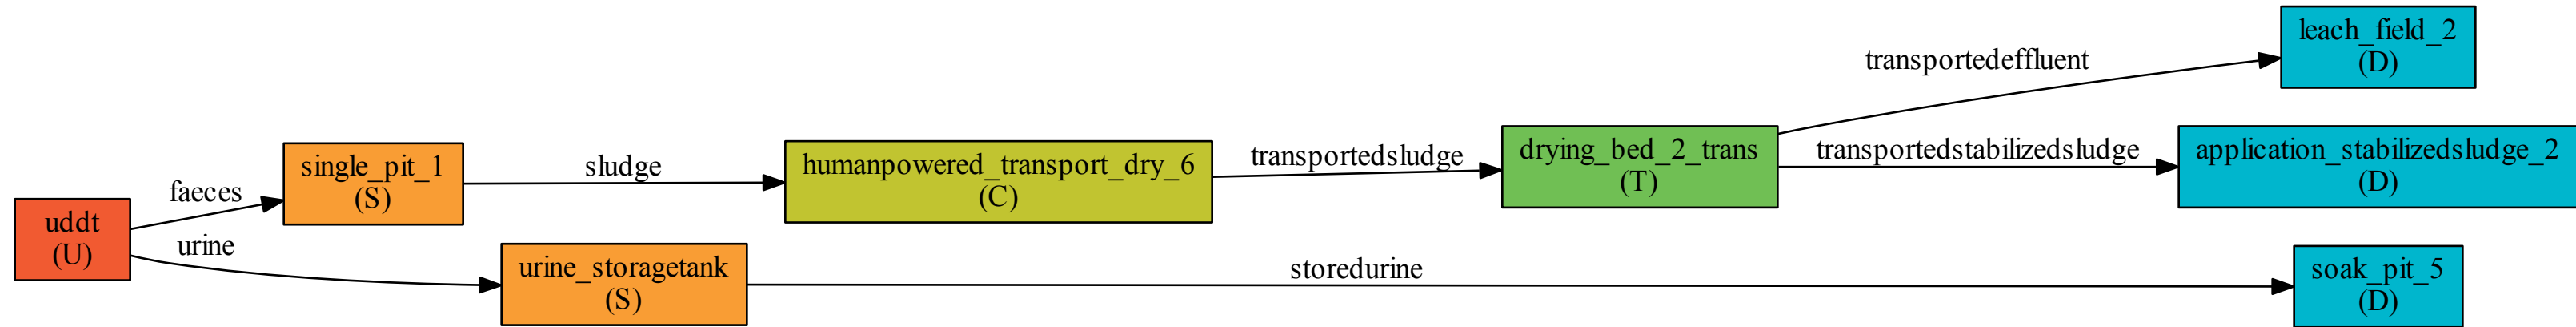 uddt
(U)
faeces
urine
single_pit_1
(S)
urine_storagetank
(S)
sludge
humanpowered_transport_dry_6
(C)
transportedsludge
storedurine
drying_bed_2_trans
(T)
transportedeffluent
transportedstabilizedsludge
leach_field_2
(D)
application_stabilizedsludge_2
(D)
soak_pit_5
(D)